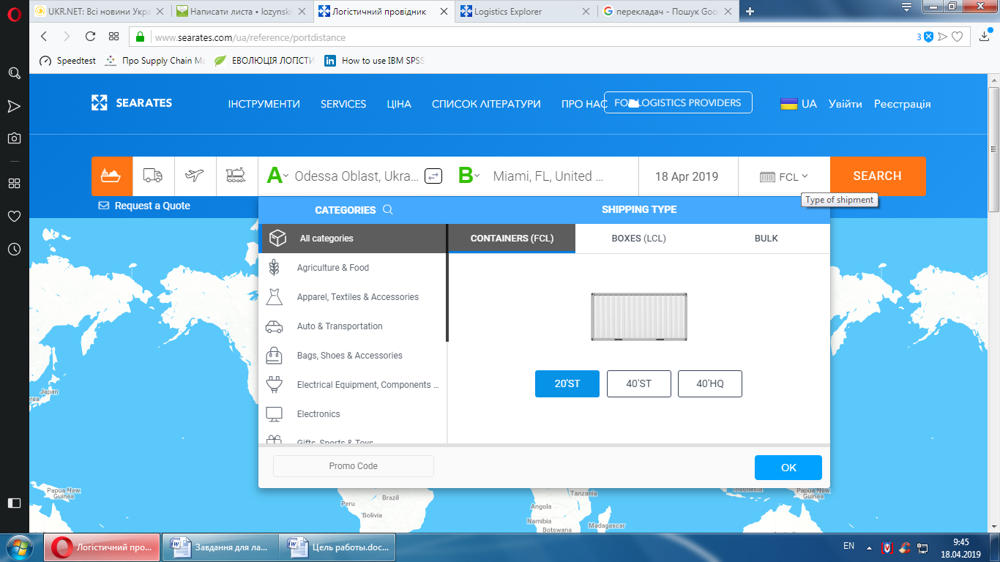 UKR.NET: Всі новини Укра
Написати листа • lozynski
Логістичний провідник
Logistics Explorer
перекладач - Пошук Goo
www.searates.com/ua/reference/portdistance
3
Speedtest
Про Supply Chain Ma
ЕВОЛЮЦІЯ ЛОГІСТИ
in How to use IBM SPSS
SEARATES
ІНСТРУМЕНТИ
SERVICES
ЦІНА
СПИСОК ЛІТЕРАТУРИ
ПРО НАС
FOR LOGISTICS PROVIDERS
UA
Увійти
Реєстрація
A
Odessa Oblast, Ukra...
B
Miami, FL, United ...
18 Apr 2019
FCL
SEARCH
Type of shipment
Request a Quote
CATEGORIES
SHIPPING TYPE
All categories
CONTAINERS (FCL)
BOXES (LCL)
BULK
Agriculture & Food
Apparel, Textiles & Accessories
Auto & Transportation
Bags, Shoes & Accessories
Electrical Equipment, Components ...
Electronics
Gifts, Sports & Toys
20'ST
40'ST
40'HQ
Promo Code
OK
Japan
rea
Japan
Papua New
Guinea
Peru
Brazil
Bolivia
Angola
Namibia
Botswana
Tanzania
Madagascar
Indonesia
Papua New
Guinea
Логістичний про...
Завдання для ла...
W
Цель работы.doc...
EN
9:45
18.04.2019